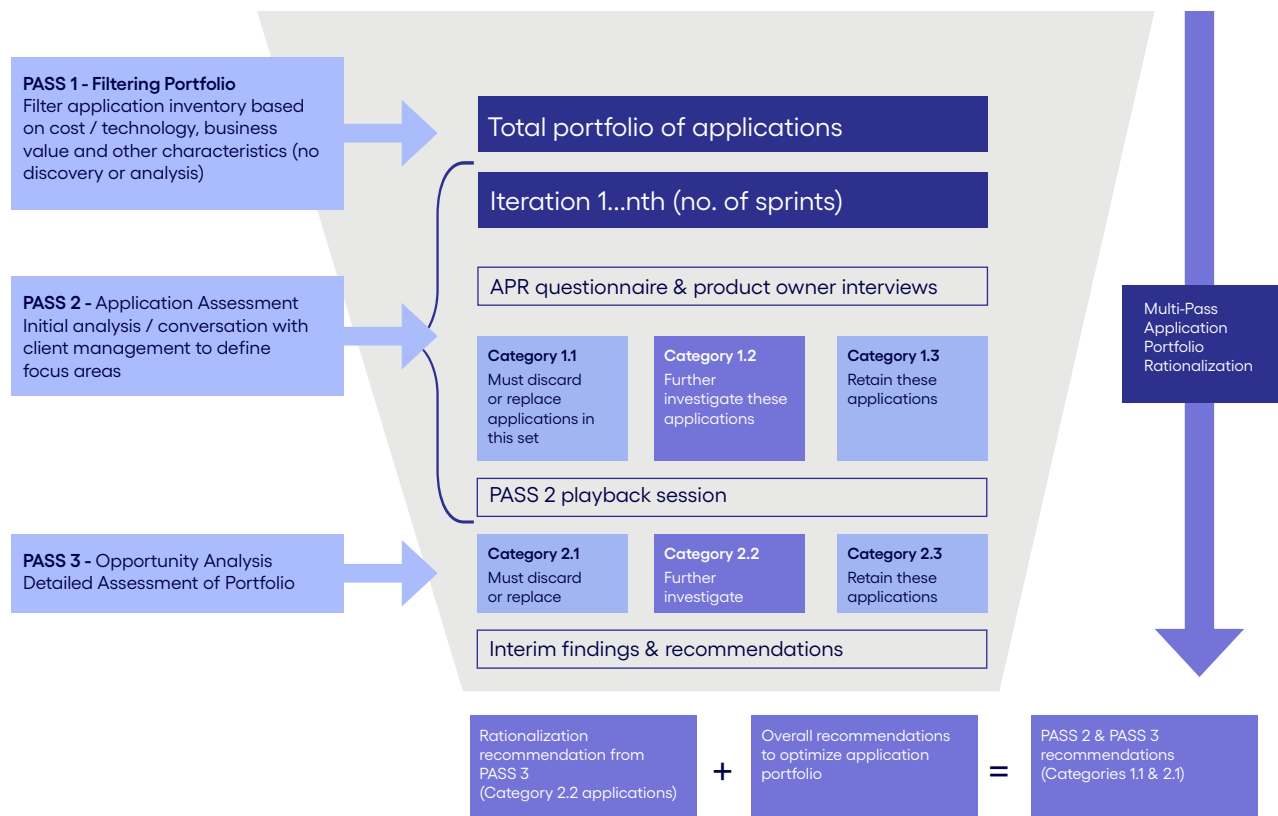 PASS 1 - Filtering Portfolio
Filter application inventory based
on cost / technology, business
value and other characteristics (no
discovery or analysis)
Total portfolio of applications
Iteration 1...nth (no. of sprints)
PASS 2 - Application Assessment
Initial analysis / conversation with
client management to define
focus areas
APR questionnaire & product owner interviews
Multi-Pass
Application
Portfolio
Rationalization
Category 1.1
Must discard
or replace
applications in
this set
Category 1.2
Further
investigate these
applications
Category 1.3
Retain these
applications
PASS 2 playback session
PASS 3 - Opportunity Analysis
Detailed Assessment of Portfolio
Category 2.1
Must discard
or replace
Category 2.2
Further
investigate
Category 2.3
Retain these
applications
Interim findings & recommendations
Rationalization
recommendation from
PASS 3
(Category 2.2 applications)
+
Overall recommendations
to optimize application
portfolio
=
PASS 2 & PASS 3
recommendations
(Categories 1.1 & 2.1)